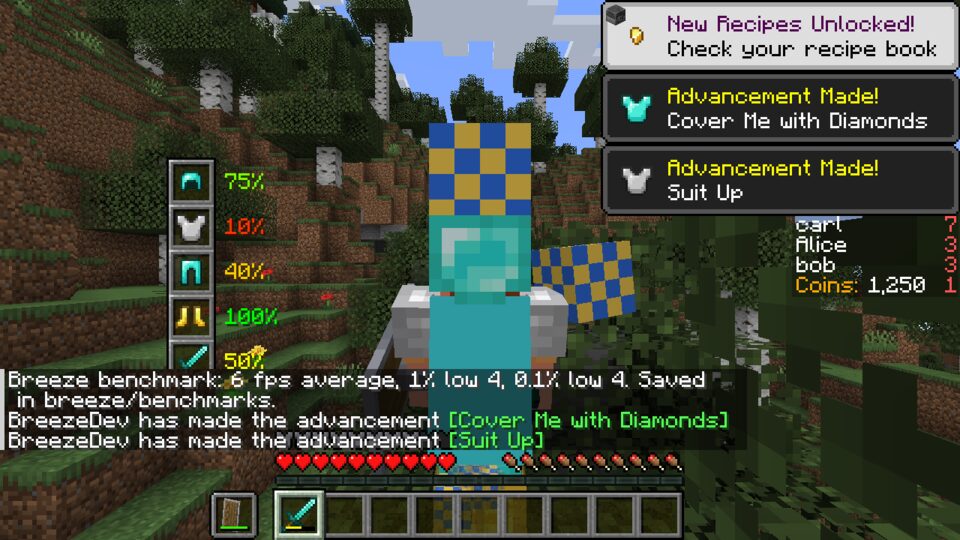 New Recipes Unlocked!
Check your recipe book
Advancement Made!
Cover Me with Diamonds
Advancement Made!
Suit Up
carl 7
Alice 3
bob 3
Coins: 1,250 1
75%
10%
40%
100%
50%
Breeze benchmark: 6 fps average, 1% low 4, 0.1% low 4. Saved
in breeze/benchmarks.
BreezeDev has made the advancement [Cover Me with Diamonds]
BreezeDev has made the advancement [Suit Up]